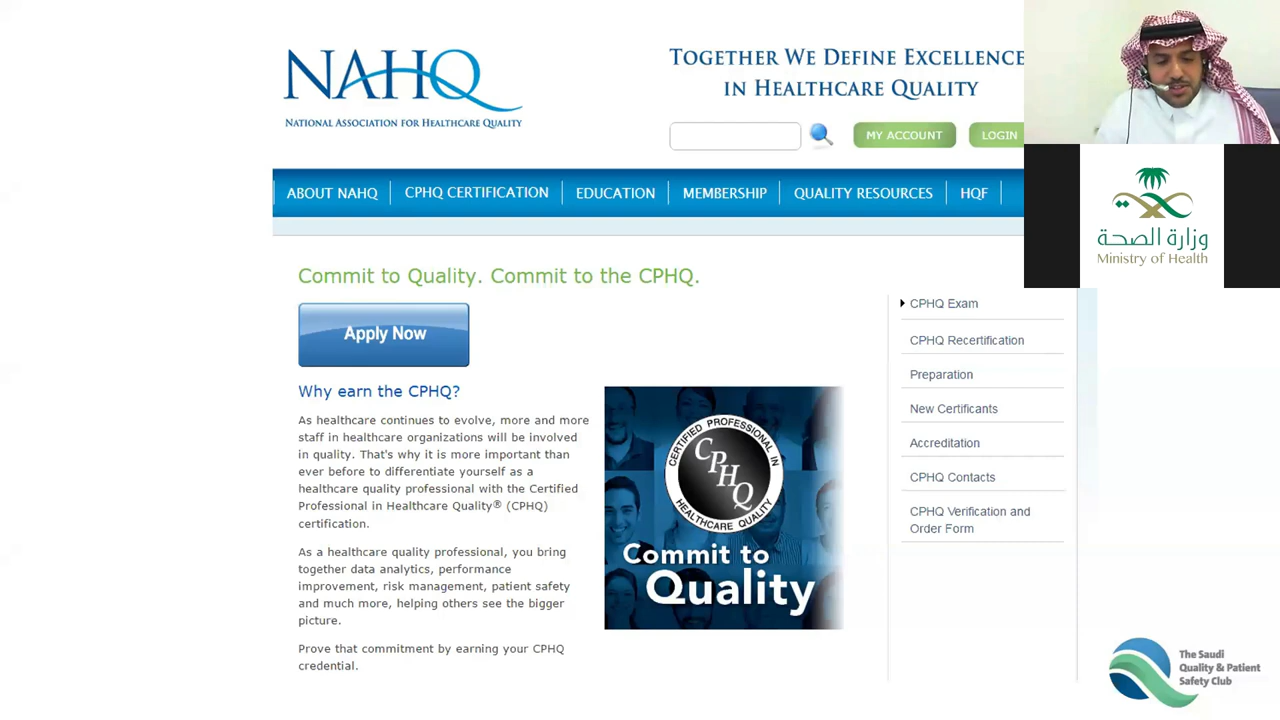 NAHQ
NATIONAL ASSOCIATION FOR HEALTHCARE QUALITY
TOGETHER WE DEFINE EXCELLENCE
IN HEALTHCARE QUALITY
MY ACCOUNT
LOGIN
ABOUT NAHQ
CPHQ CERTIFICATION
EDUCATION
MEMBERSHIP
QUALITY RESOURCES
HQF
وزارة الصحة
Ministry of Health
Commit to Quality. Commit to the CPHQ.
Apply Now
Why earn the CPHQ?
As healthcare continues to evolve, more and more
staff in healthcare organizations will be involved
in quality. That's why it is more important than
ever before to differentiate yourself as a
healthcare quality professional with the Certified
Professional in Healthcare Quality® (CPHQ)
certification.
As a healthcare quality professional, you bring
together data analytics, performance
improvement, risk management, patient safety
and much more, helping others see the bigger
picture.
Prove that commitment by earning your CPHQ
credential.
CERTIFIED PROFESSIONAL IN
CPHQ
HEALTHCARE QUALITY
Commit to
Quality
CPHQ Exam
CPHQ Recertification
Preparation
New Certificants
Accreditation
CPHQ Contacts
CPHQ Verification and
Order Form
The Saudi
Quality & Patient
Safety Club